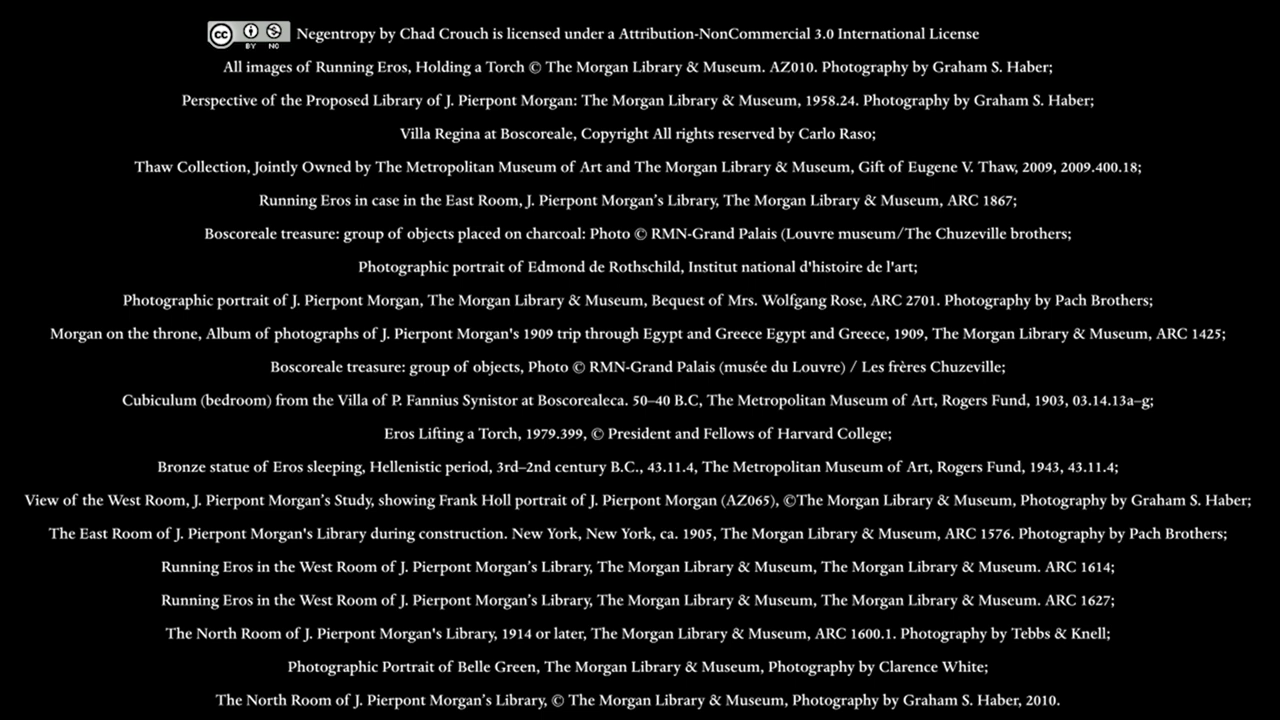 cc BY NC Negentropy by Chad Crouch is licensed under a Attribution-NonCommercial 3.0 International License
All images of Running Eros, Holding a Torch © The Morgan Library & Museum. AZ010. Photography by Graham S. Haber;
Perspective of the Proposed Library of J. Pierpont Morgan: The Morgan Library & Museum, 1958.24. Photography by Graham S. Haber;
Villa Regina at Boscoreale, Copyright All rights reserved by Carlo Raso;
Thaw Collection, Jointly Owned by The Metropolitan Museum of Art and The Morgan Library & Museum, Gift of Eugene V. Thaw, 2009, 2009.400.18;
Running Eros in case in the East Room, J. Pierpont Morgan's Library, The Morgan Library & Museum, ARC 1867;
Boscoreale treasure: group of objects placed on charcoal: Photo © RMN-Grand Palais (Louvre museum/The Chuzeville brothers;
Photographic portrait of Edmond de Rothschild, Institut national d'histoire de l'art;
Photographic portrait of J. Pierpont Morgan, The Morgan Library & Museum, Bequest of Mrs. Wolfgang Rose, ARC 2701. Photography by Pach Brothers;
Morgan on the throne, Album of photographs of J. Pierpont Morgan's 1909 trip through Egypt and Greece Egypt and Greece, 1909, The Morgan Library & Museum, ARC 1425;
Boscoreale treasure: group of objects, Photo © RMN-Grand Palais (musée du Louvre) / Les frères Chuzeville;
Cubiculum (bedroom) from the Villa of P. Fannius Synistor at Boscorealeca. 50–40 B.C, The Metropolitan Museum of Art, Rogers Fund, 1903, 03.14.13a–g;
Eros Lifting a Torch, 1979.399, © President and Fellows of Harvard College;
Bronze statue of Eros sleeping, Hellenistic period, 3rd–2nd century B.C., 43.11.4, The Metropolitan Museum of Art, Rogers Fund, 1943, 43.11.4;
View of the West Room, J. Pierpont Morgan's Study, showing Frank Holl portrait of J. Pierpont Morgan (AZ065), ©The Morgan Library & Museum, Photography by Graham S. Haber;
The East Room of J. Pierpont Morgan's Library during construction. New York, New York, ca. 1905, The Morgan Library & Museum, ARC 1576. Photography by Pach Brothers;
Running Eros in the West Room of J. Pierpont Morgan's Library, The Morgan Library & Museum, The Morgan Library & Museum. ARC 1614;
Running Eros in the West Room of J. Pierpont Morgan's Library, The Morgan Library & Museum, The Morgan Library & Museum. ARC 1627;
The North Room of J. Pierpont Morgan's Library, 1914 or later, The Morgan Library & Museum, ARC 1600.1. Photography by Tebbs & Knell;
Photographic Portrait of Belle Green, The Morgan Library & Museum, Photography by Clarence White;
The North Room of J. Pierpont Morgan's Library, © The Morgan Library & Museum, Photography by Graham S. Haber, 2010.